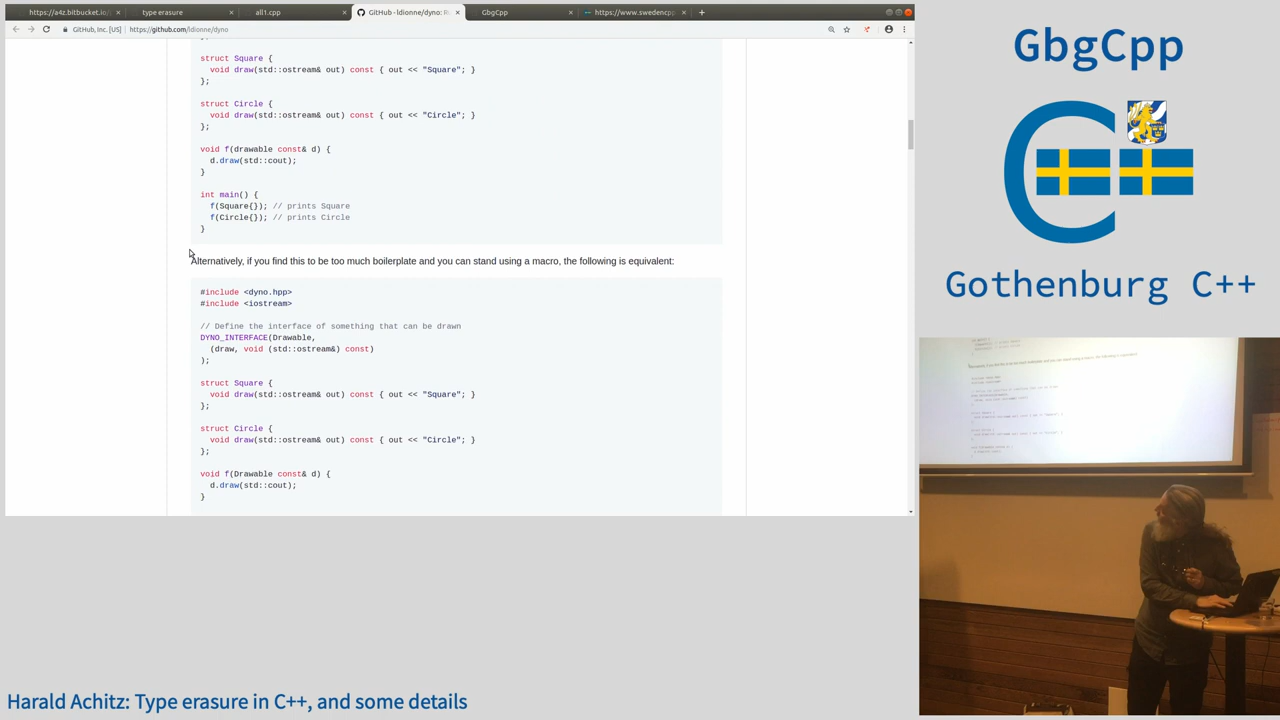 https://a4z.bitbucket.io/
type erasure
all1.cpp
GitHub - ldionne/dyno: R
GbgCpp
https://www.swedencpp
GitHub, Inc. [US]
https://github.com/ldionne/dyno
};
struct Square {
void draw(std::ostream& out) const { out << "Square"; }
};
struct Circle {
void draw(std::ostream& out) const { out << "Circle"; }
};
void f(drawable const& d) {
d.draw(std::cout);
}
int main() {
f(Square{}); // prints Square
f(Circle{}); // prints Circle
}
Alternatively, if you find this to be too much boilerplate and you can stand using a macro, the following is equivalent:
#include <dyno.hpp>
#include <iostream>
// Define the interface of something that can be drawn
DYNO_INTERFACE(Drawable,
(draw, void (std::ostream&) const)
);
struct Square {
void draw(std::ostream& out) const { out << "Square"; }
};
struct Circle {
void draw(std::ostream& out) const { out << "Circle"; }
};
void f(Drawable const& d) {
d.draw(std::cout);
}
GbgCpp
Gothenburg C++
Harald Achitz: Type erasure in C++, and some details